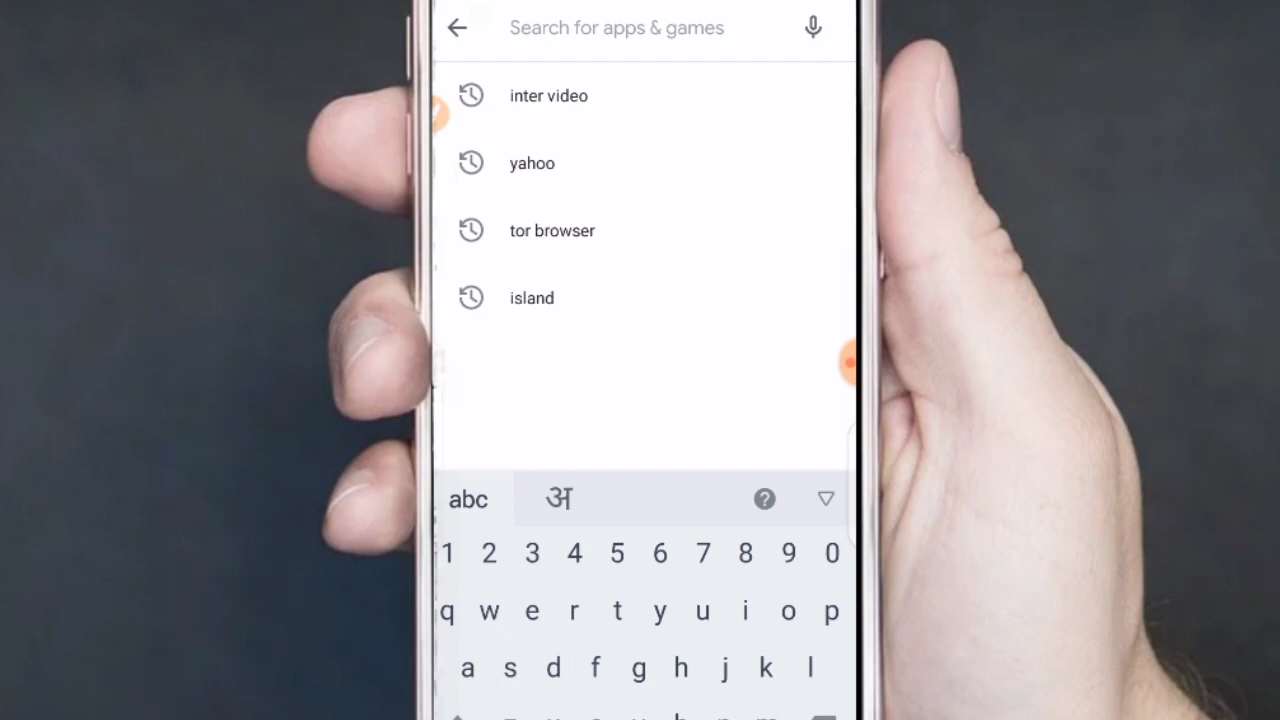 Search for apps & games
inter video
yahoo
tor browser
island
abc अ
1 2 3 4 5 6 7 8 9 0
q w e r t y u i o p
a s d f g h j k l